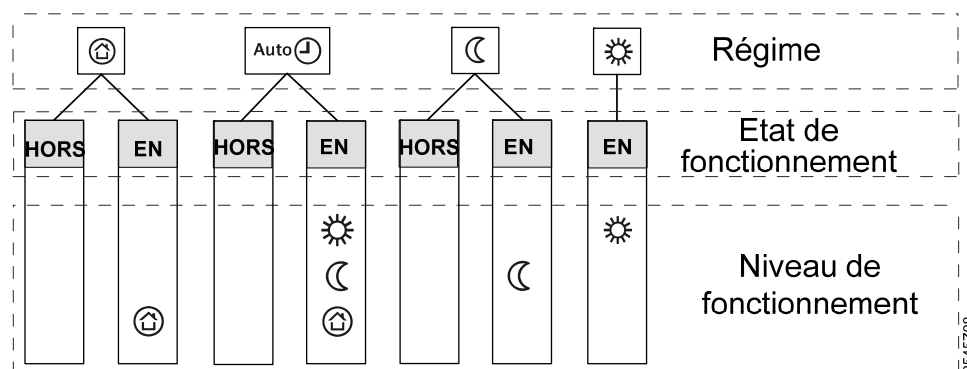 Auto
Régime
HORS EN HORS EN HORS EN EN
Etat de
fonctionnement
Niveau de
fonctionnement